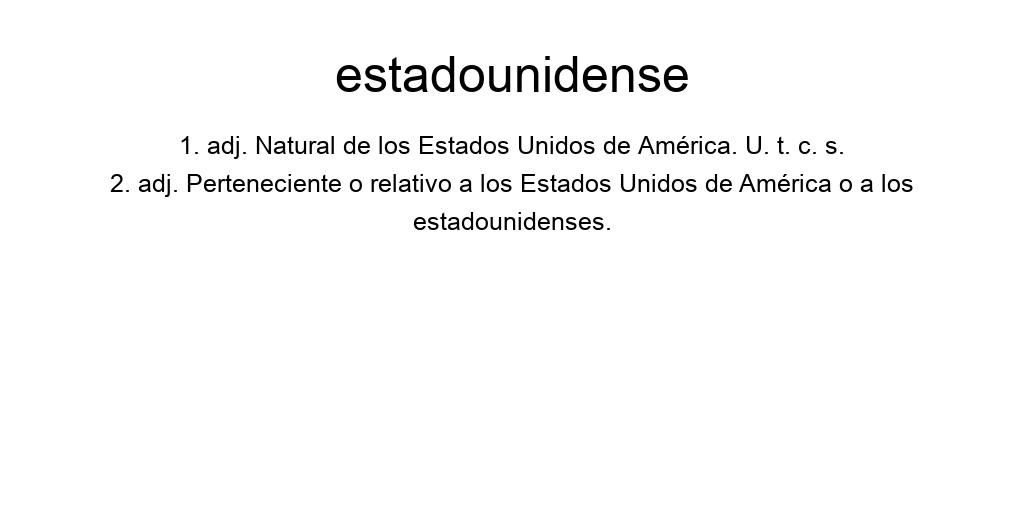 estadounidense
1. adj. Natural de los Estados Unidos de América. U. t. c. s.
2. adj. Perteneciente o relativo a los Estados Unidos de América o a los
estadounidenses.